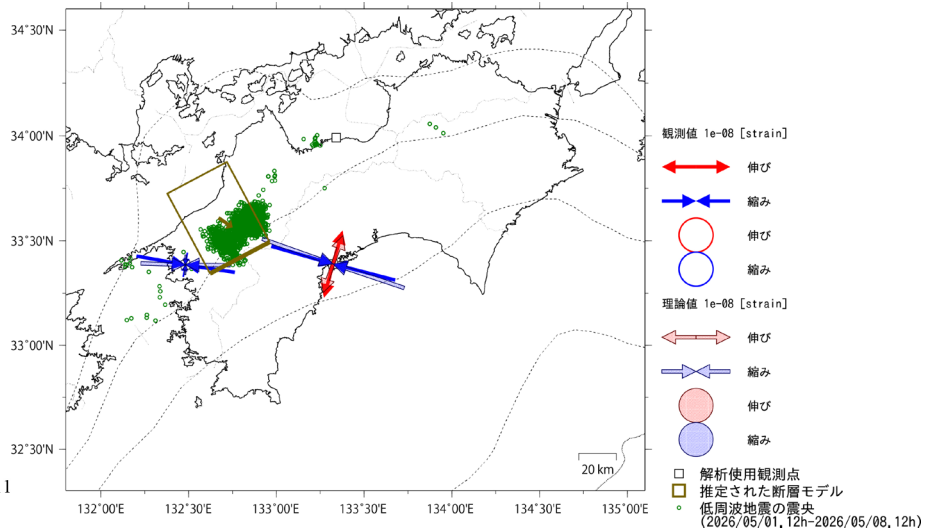 34°30'N
34°00'N
33°30'N
33°00'N
32°30'N
132°00'E
132°30'E
133°00'E
133°30'E
134°00'E
134°30'E
135°00'E
20 km
1
観測値 1e-08 [strain]
伸び
縮み
伸び
縮み
理論値 1e-08 [strain]
伸び
縮み
伸び
縮み
解析使用観測点
推定された断層モデル
低周波地震の震央
(2026/05/01,12h-2026/05/08,12h)